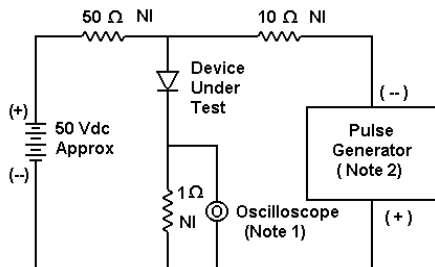 50 Ω NI
10 Ω NI
Device
Under
Test
(+)
50 Vdc
Approx
(--)
(--)
Pulse
Generator
(Note 2)
(+)
1Ω
NI
Oscilloscope
(Note 1)